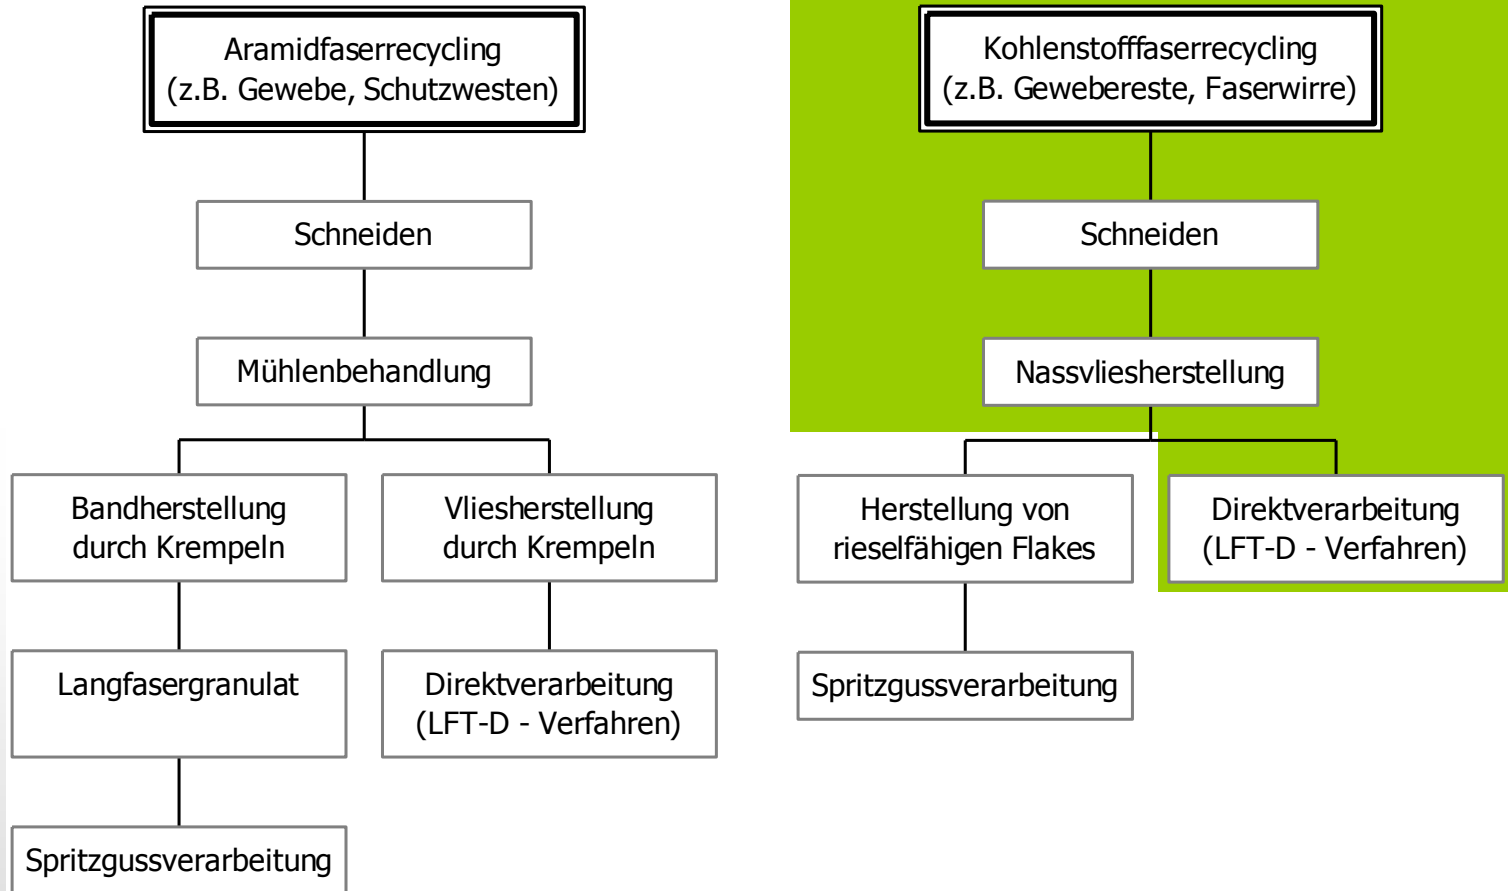 Aramidfaserrecycling
(z.B. Gewebe, Schutzwesten)
Schneiden
Mühlenbehandlung
Bandherstellung
durch Krempeln
Vliesherstellung
durch Krempeln
Langfasergranulat
Direktverarbeitung
(LFT-D - Verfahren)
Spritzgussverarbeitung
Kohlenstofffaserrecycling
(z.B. Gewebereste, Faserwirre)
Schneiden
Nassvliesherstellung
Herstellung von
rieselfähigen Flakes
Direktverarbeitung
(LFT-D - Verfahren)
Spritzgussverarbeitung